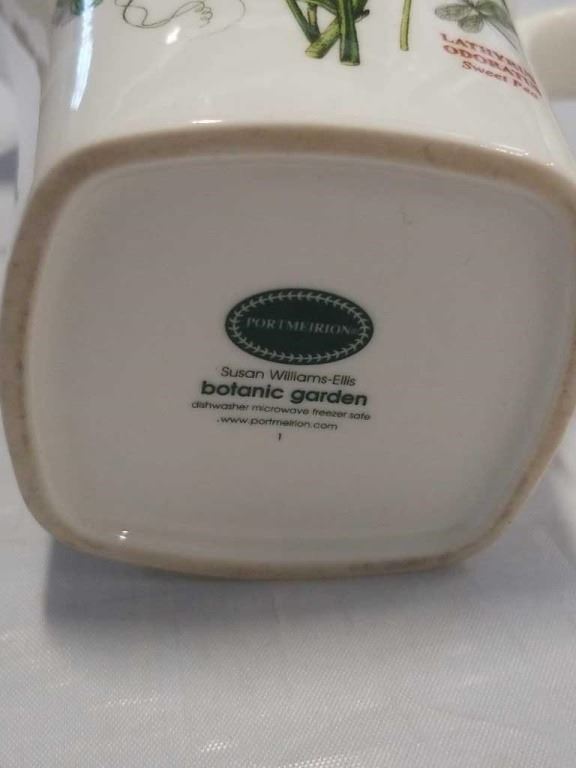 LATHYRUS
ODORATUS
Sweet Pea
PORTMEIRION®
Susan Williams-Ellis
botanic garden
dishwasher microwave freezer safe
www.portmeirion.com
1